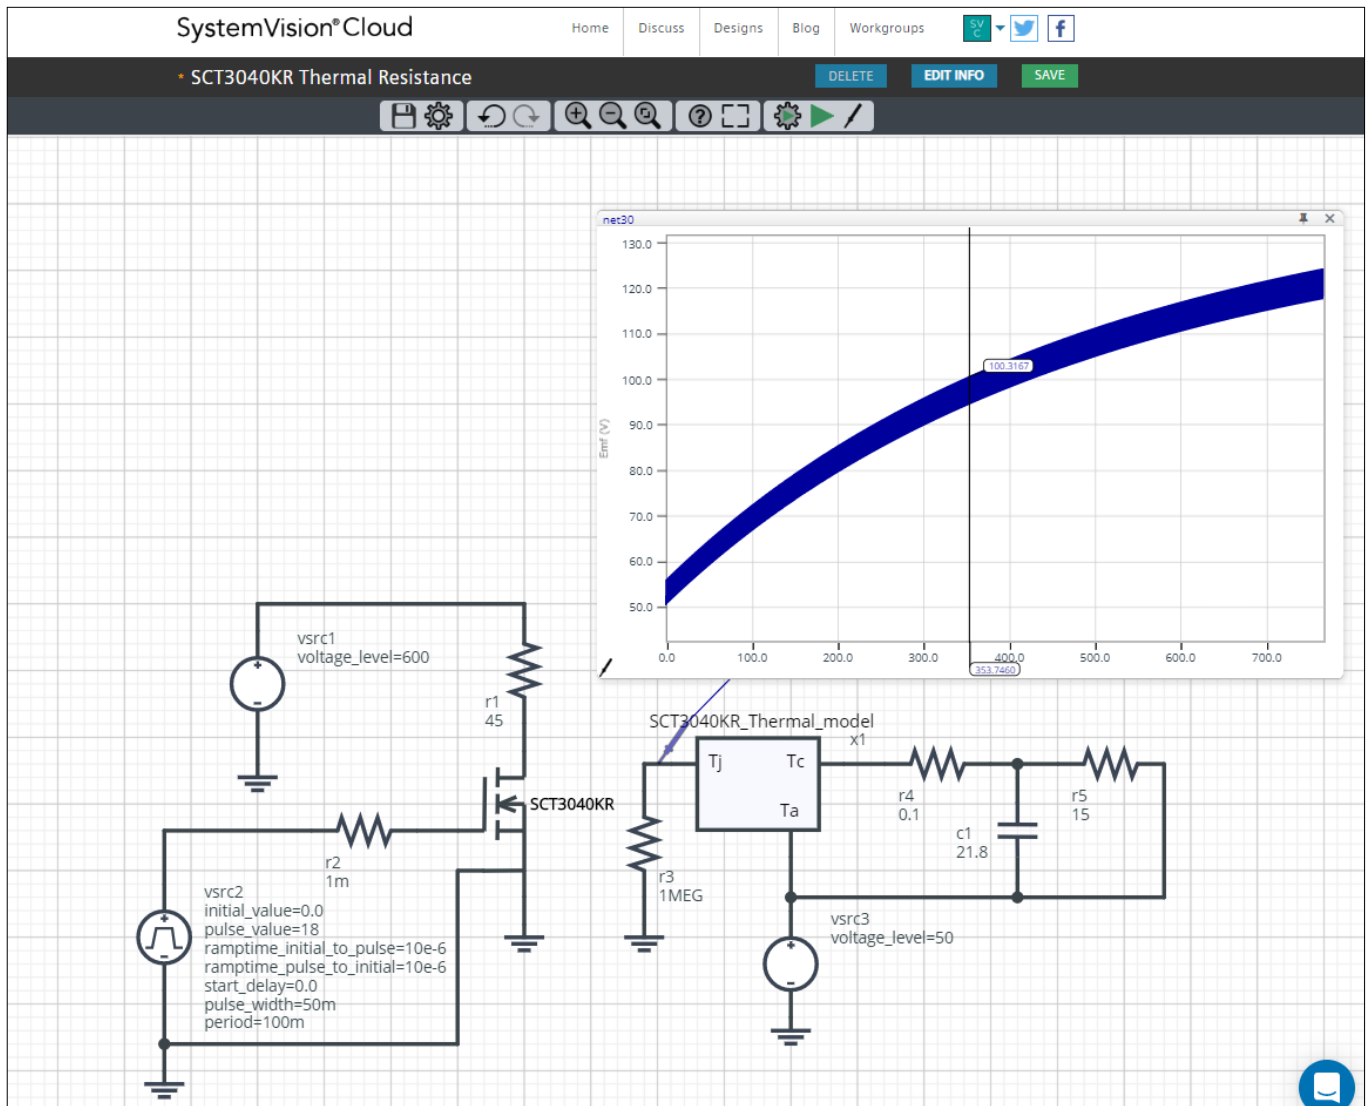 SystemVision®Cloud
Home
Discuss
Designs
Blog
Workgroups
SV
C
* SCT3040KR Thermal Resistance
DELETE
EDIT INFO
SAVE
net30
130.0
120.0
110.0
100.0
90.0
80.0
70.0
60.0
50.0
Emf (V)
100.3167
0.0
100.0
200.0
300.0
400.0
500.0
600.0
700.0
353.7460
vsrc1
voltage_level=600
r1
45
SCT3040KR
r2
1m
vsrc2
initial_value=0.0
pulse_value=18
ramptime_initial_to_pulse=10e-6
ramptime_pulse_to_initial=10e-6
start_delay=0.0
pulse_width=50m
period=100m
SCT3040KR_Thermal_model
x1
Tj
Tc
Ta
r3
1MEG
r4
0.1
c1
21.8
r5
15
vsrc3
voltage_level=50